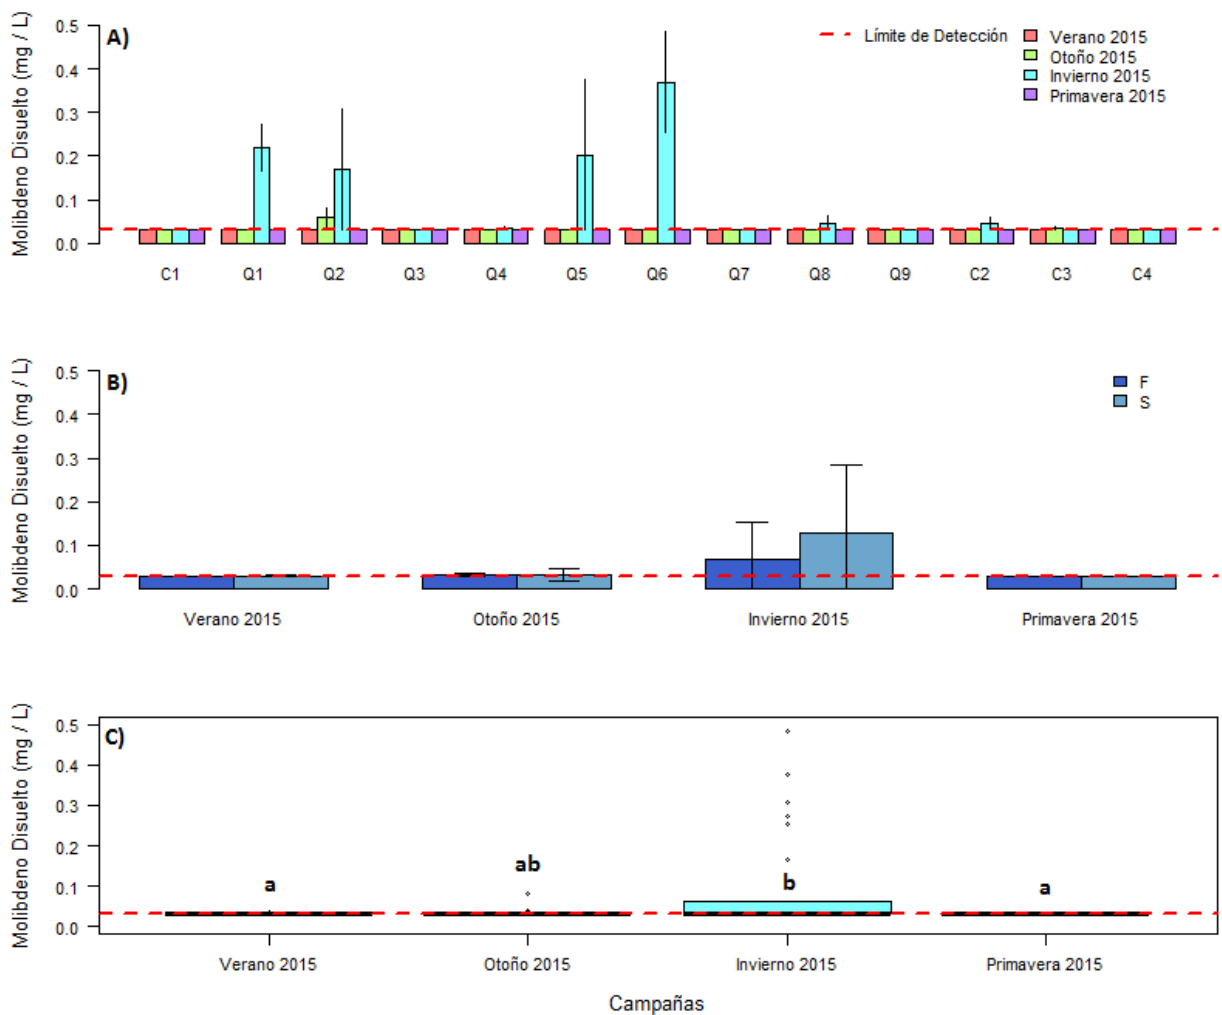 A)
Molibdeno Disuelto (mg / L)
0.5
0.4
0.3
0.2
0.1
0.0
Límite de Detección
Verano 2015
Otoño 2015
Invierno 2015
Primavera 2015
C1 Q1 Q2 Q3 Q4 Q5 Q6 Q7 Q8 Q9 C2 C3 C4
B)
Molibdeno Disuelto (mg / L)
0.5
0.4
0.3
0.2
0.1
0.0
F
S
Verano 2015 Otoño 2015 Invierno 2015 Primavera 2015
C)
Molibdeno Disuelto (mg / L)
0.5
0.4
0.3
0.2
0.1
0.0
a ab b a
Verano 2015 Otoño 2015 Invierno 2015 Primavera 2015
Campañas